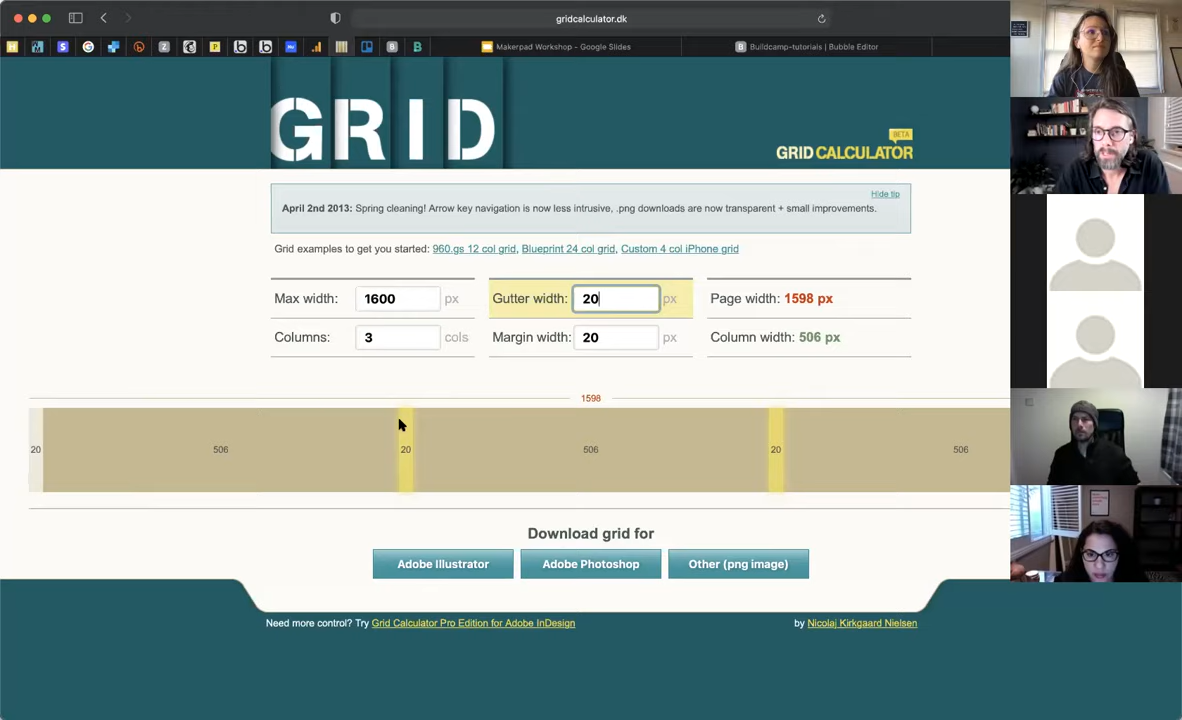 gridcalculator.dk
Makerpad Workshop - Google Slides
Buildcamp-tutorials | Bubble Editor
GRID
BETA
GRID CALCULATOR
Hide tip
April 2nd 2013: Spring cleaning! Arrow key navigation is now less intrusive, .png downloads are now transparent + small improvements.
Grid examples to get you started: 960.gs 12 col grid, Blueprint 24 col grid, Custom 4 col iPhone grid
Max width: 1600 px Gutter width: 20 px Page width: 1598 px
Columns: 3 cols Margin width: 20 px Column width: 506 px
1598
20 506 20 506 20 506
Download grid for
Adobe Illustrator Adobe Photoshop Other (png image)
Need more control? Try Grid Calculator Pro Edition for Adobe InDesign by Nicolaj Kirkgaard Nielsen